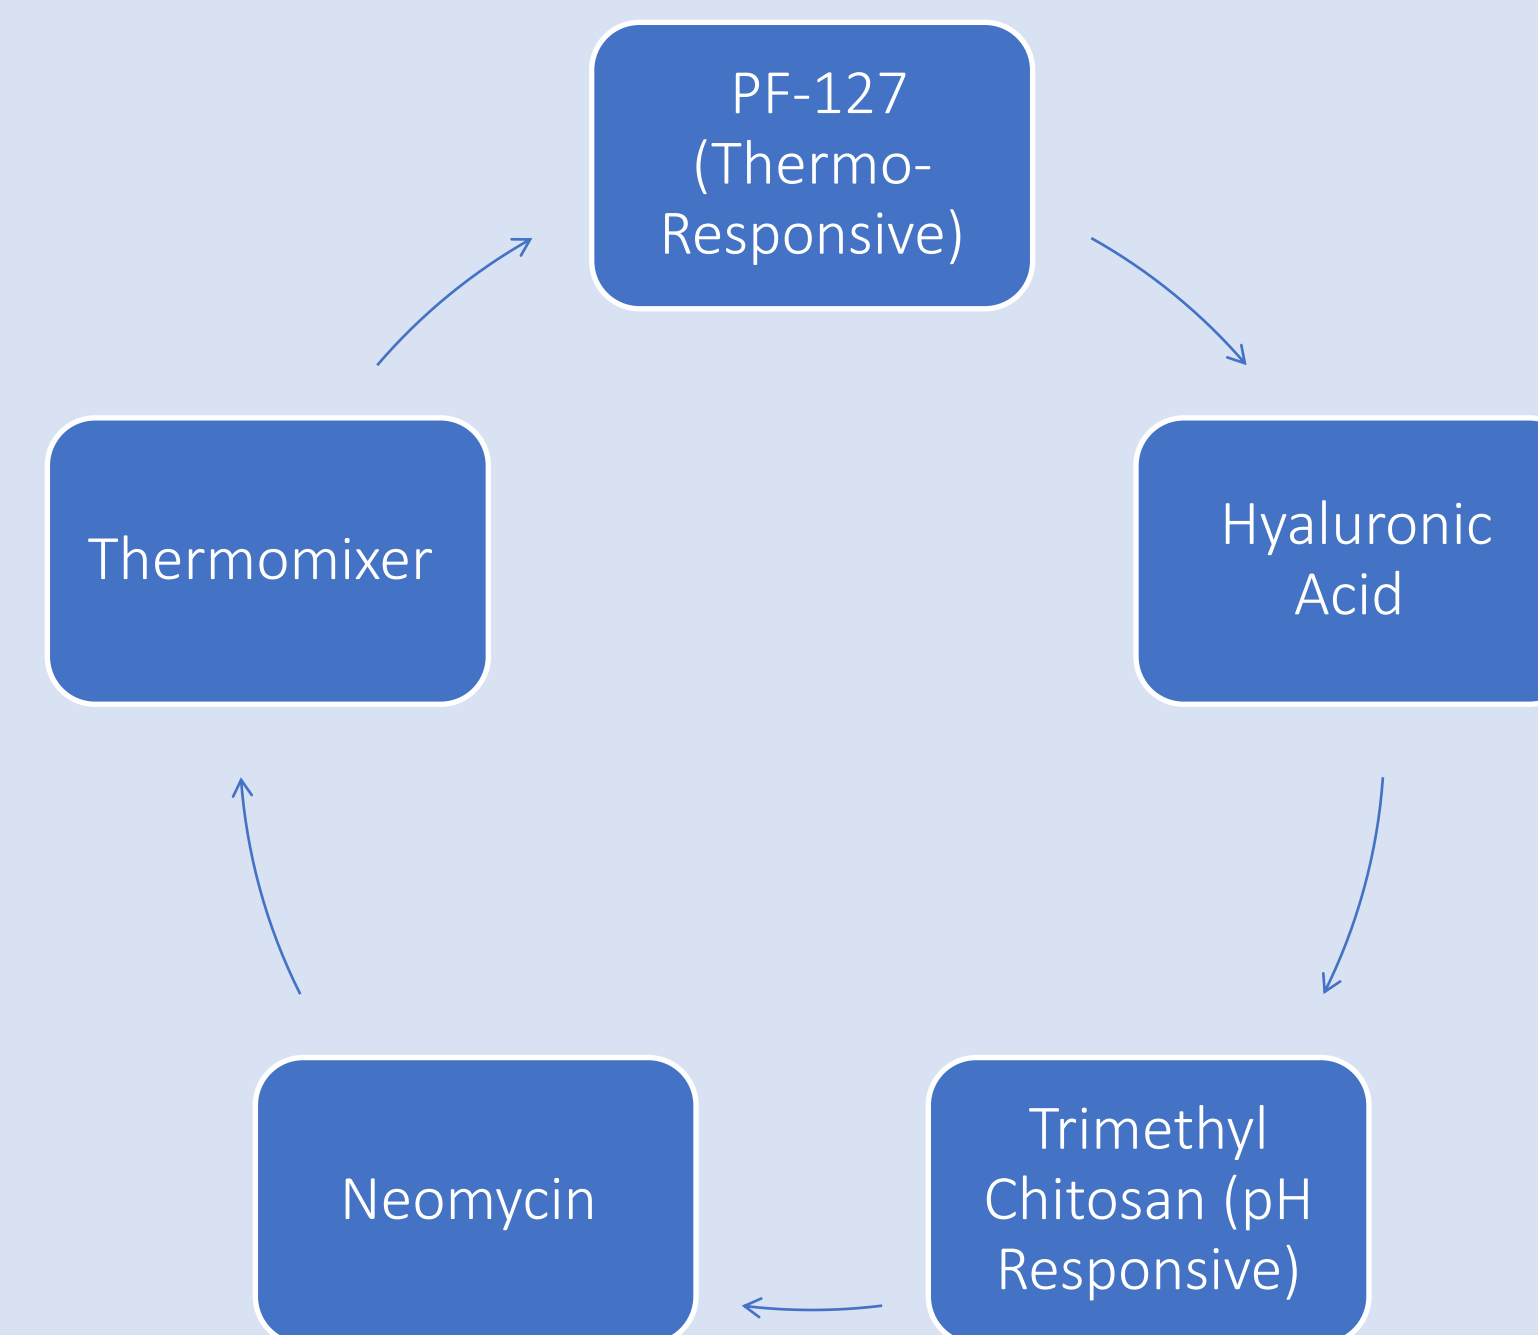 PF-127
(Thermo-
Responsive)
Hyaluronic
Acid
Trimethyl
Chitosan (pH
Responsive)
Neomycin
Thermomixer